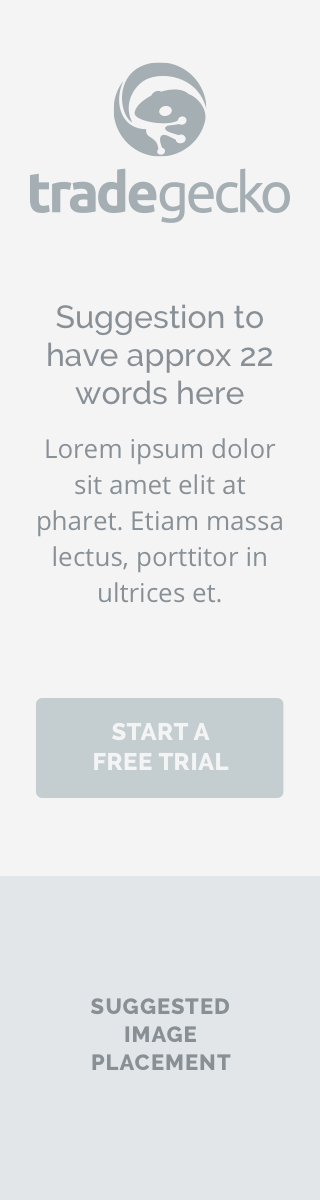 tradegecko
Suggestion to
have approx 22
words here
Lorem ipsum dolor
sit amet elit at
pharet. Etiam massa
lectus, porttitor in
ultrices et.
START A
FREE TRIAL
SUGGESTED
IMAGE
PLACEMENT